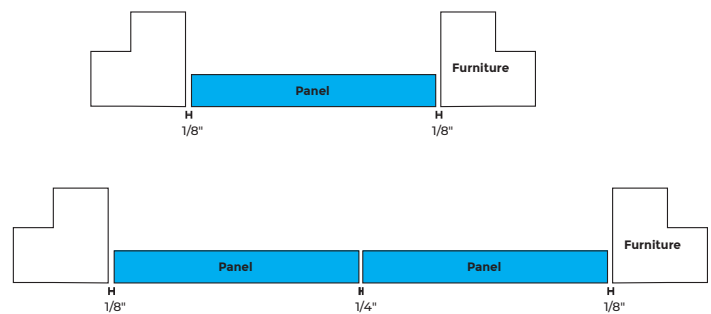 Furniture
Panel
1/8" 1/8"
Furniture
Panel Panel
1/8" 1/4" 1/8"